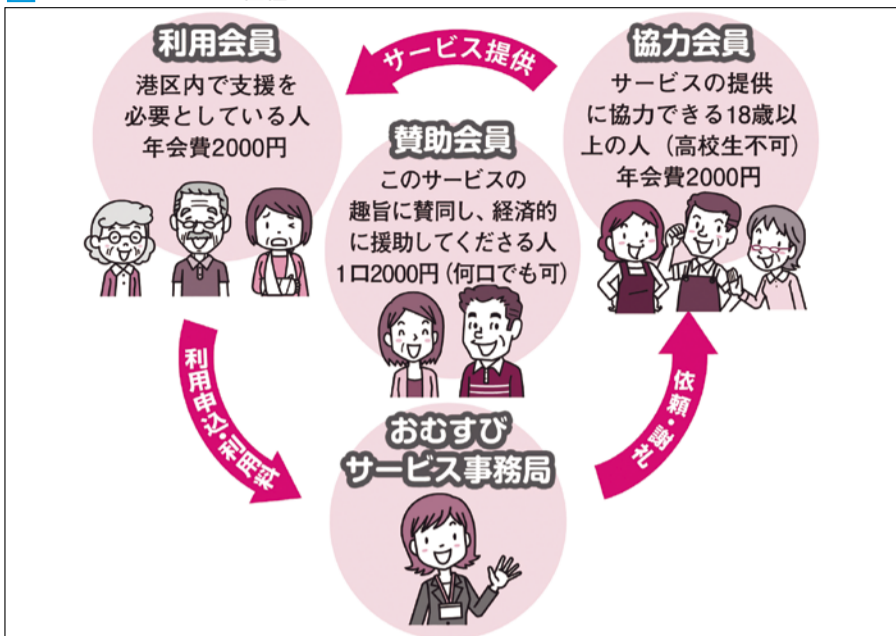 利用会員
港区内で支援を
必要としている人
年会費2000円
サービス提供
協力会員
サービスの提供
に協力できる18歳以
上の人（高校生不可）
年会費2000円
賛助会員
このサービスの
趣旨に賛同し、経済的
に援助してくださる人
1口2000円（何口でも可）
利用申込・利用料
おむすび
サービス事務局
依頼・謝礼